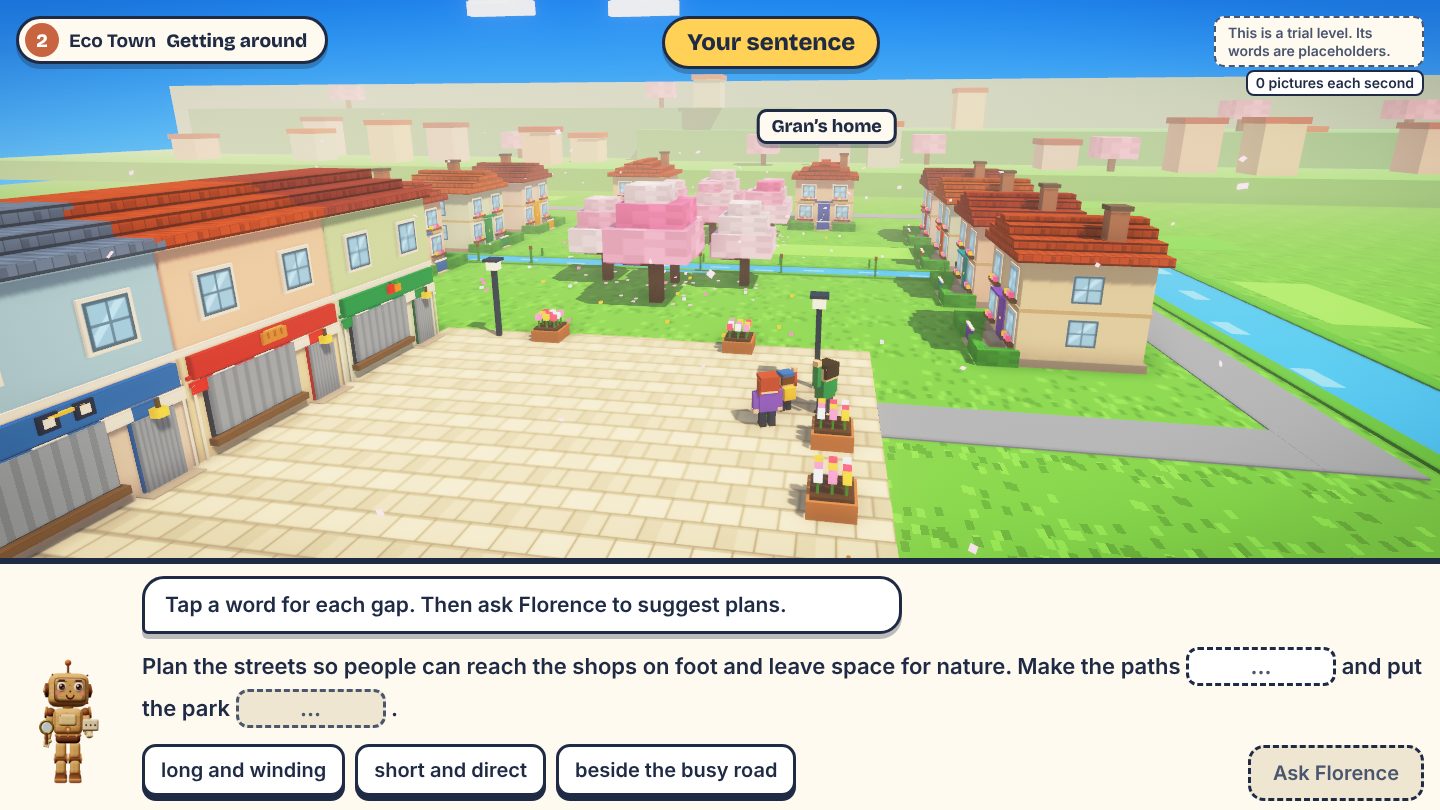 2 Eco Town Getting around
Your sentence
This is a trial level. Its
words are placeholders.
0 pictures each second
Gran's home
Tap a word for each gap. Then ask Florence to suggest plans.
Plan the streets so people can reach the shops on foot and leave space for nature. Make the paths ... and put
the park ... .
long and winding
short and direct
beside the busy road
Ask Florence